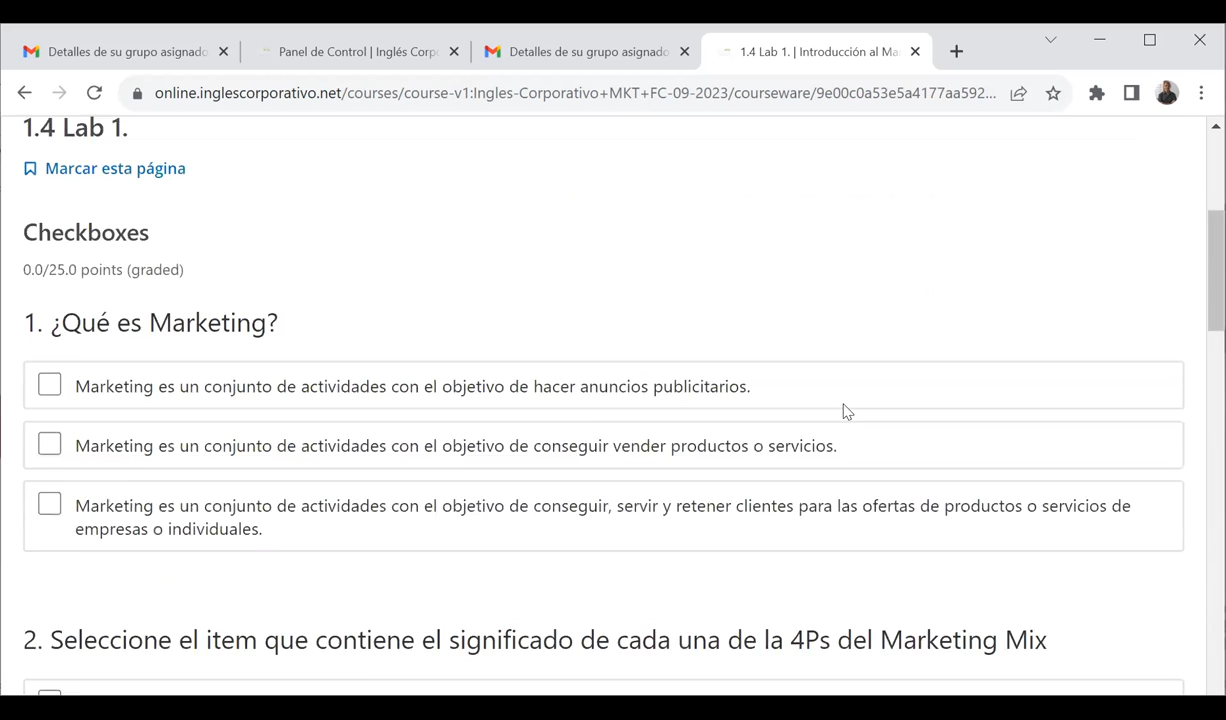 Detalles de su grupo asignado
Panel de Control | Inglés Corp
Detalles de su grupo asignado
1.4 Lab 1. | Introducción al Ma
online.inglescorporativo.net/courses/course-v1:Ingles-Corporativo+MKT+FC-09-2023/courseware/9e00c0a53e5a4177aa592...
1.4 Lab 1.
Marcar esta página
Checkboxes
0.0/25.0 points (graded)
1. ¿Qué es Marketing?
Marketing es un conjunto de actividades con el objetivo de hacer anuncios publicitarios.
Marketing es un conjunto de actividades con el objetivo de conseguir vender productos o servicios.
Marketing es un conjunto de actividades con el objetivo de conseguir, servir y retener clientes para las ofertas de productos o servicios de
empresas o individuales.
2. Seleccione el item que contiene el significado de cada una de la 4Ps del Marketing Mix